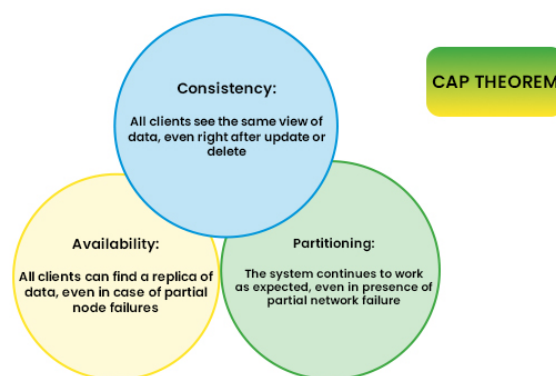 CAP THEOREM
Consistency:
All clients see the same view of
data, even right after update or
delete
Availability:
All clients can find a replica of
data, even in case of partial
node failures
Partitioning:
The system continues to work
as expected, even in presence of
partial network failure